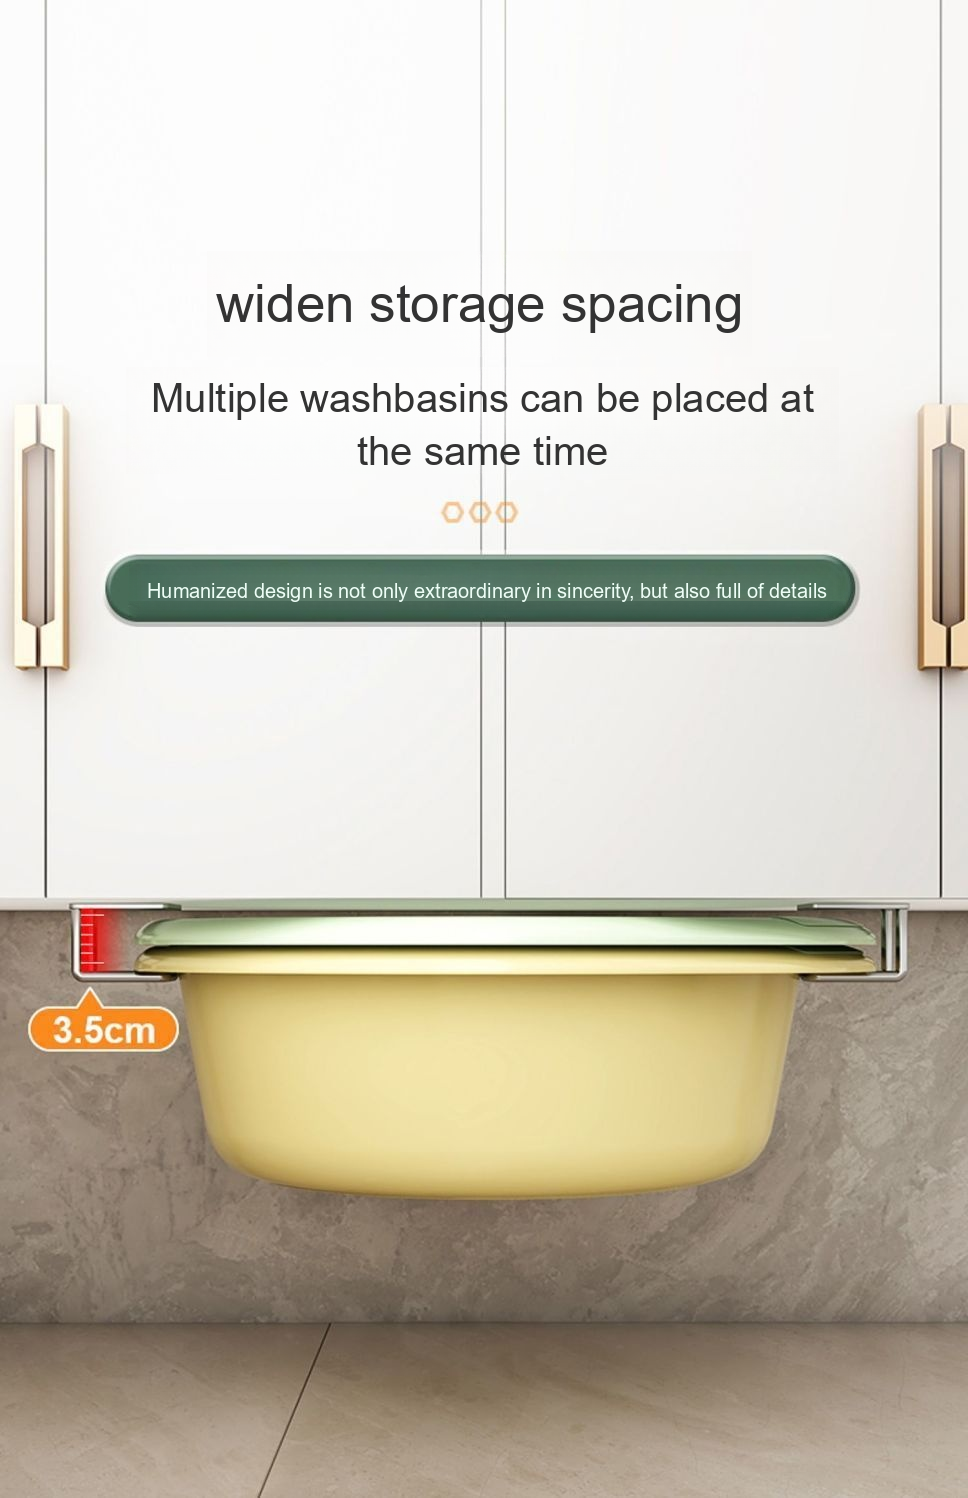 widen storage spacing
Multiple washbasins can be placed at
the same time
Humanized design is not only extraordinary in sincerity, but also full of details
3.5cm